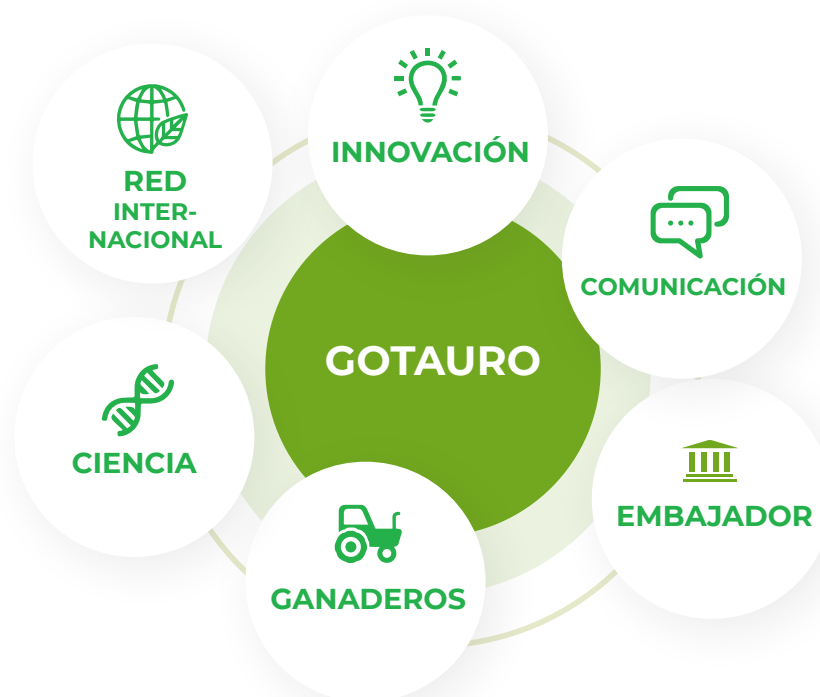 INNOVACIÓN
RED
INTER-
NACIONAL
COMUNICACIÓN
GOTAURO
CIENCIA
EMBAJADOR
GANADEROS